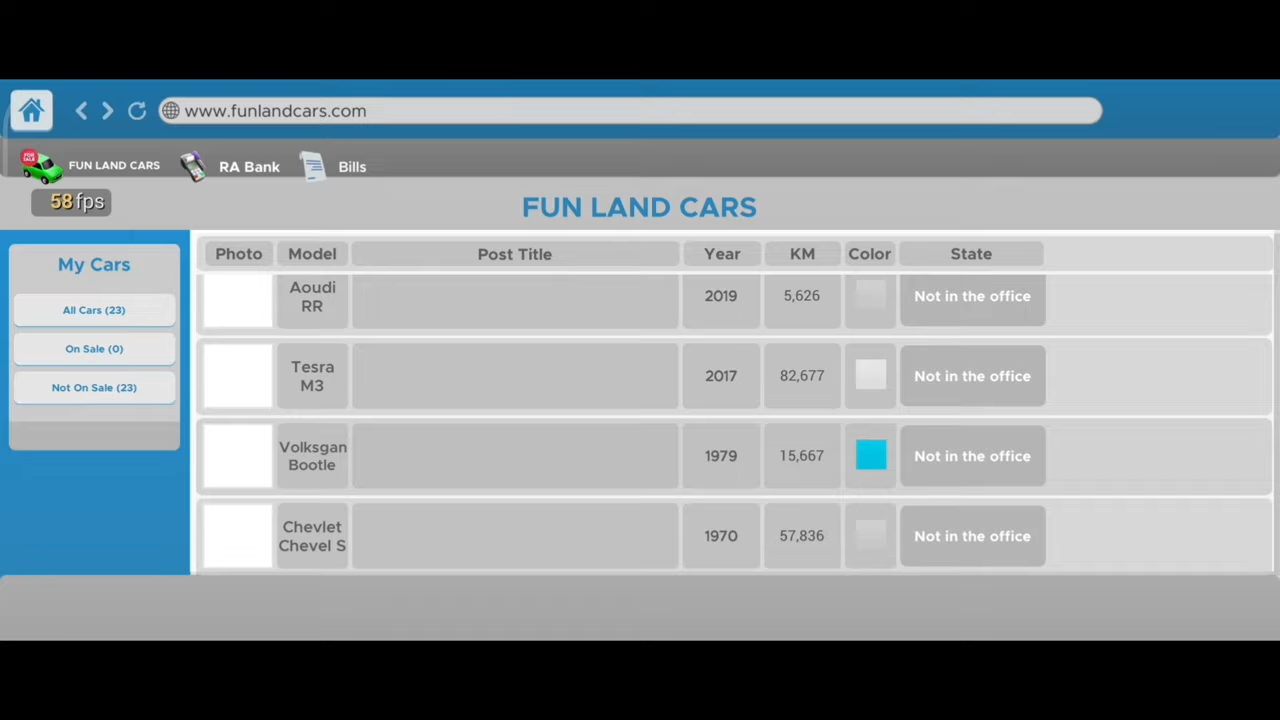 www.funlandcars.com
FUN LAND CARS RA Bank Bills
58 fps
FUN LAND CARS
My Cars
All Cars (23)
On Sale (0)
Not On Sale (23)
Photo Model Post Title Year KM Color State
Aoudi
RR
2019 5,626 Not in the office
Tesra
M3
2017 82,677 Not in the office
Volksgan
Bootle
1979 15,667 Not in the office
Chevlet
Chevel S
1970 57,836 Not in the office